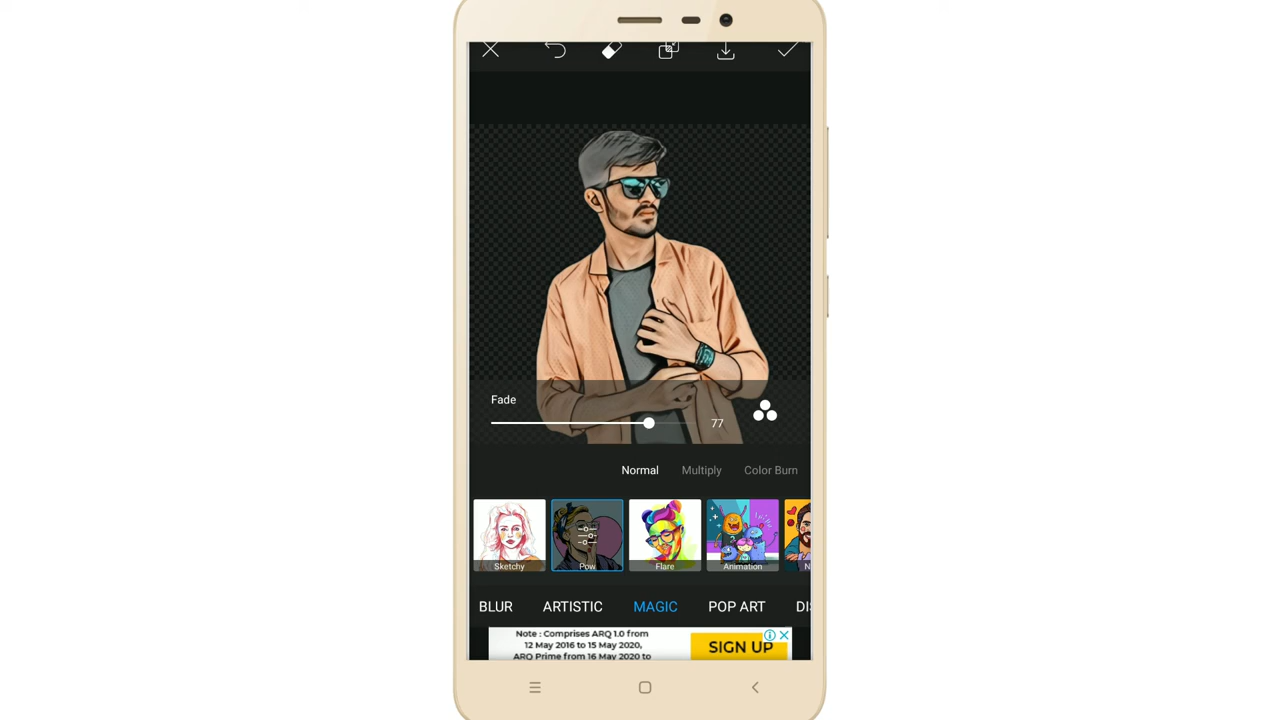 Fade
77
Normal Multiply Color Burn
Sketchy Pow Flare Animation N
BLUR ARTISTIC MAGIC POP ART DI
Note : Comprises ARQ 1.0 from
12 May 2016 to 15 May 2020,
ARQ Prime from 16 May 2020 to
SIGN UP